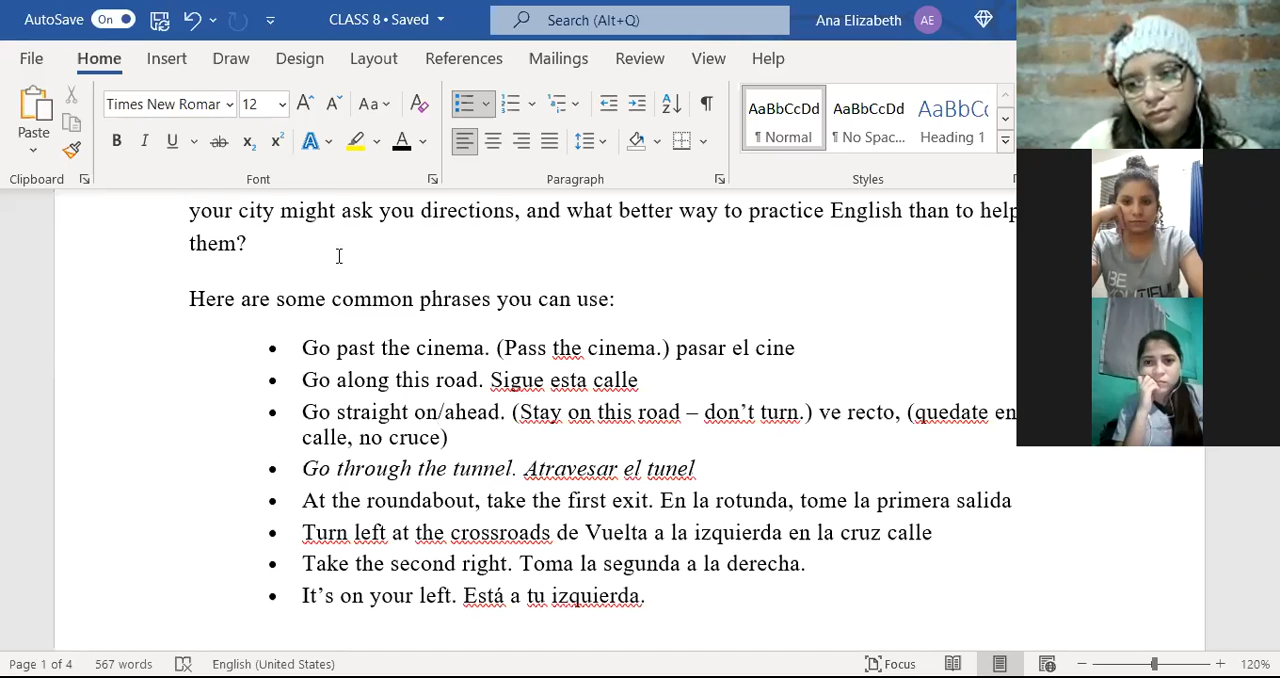 AutoSave On CLASS 8 • Saved Search (Alt+Q) Ana Elizabeth AE
File Home Insert Draw Design Layout References Mailings Review View Help
Times New Romar 12 Aa AaBbCcDd AaBbCcDd AaBbCc
Paste B I U ab x2 x2 A A ¶ Normal ¶ No Spac... Heading 1
Clipboard Font Paragraph Styles
your city might ask you directions, and what better way to practice English than to help
them?
Here are some common phrases you can use:
• Go past the cinema. (Pass the cinema.) pasar el cine
• Go along this road. Sigue esta calle
• Go straight on/ahead. (Stay on this road – don’t turn.) ve recto, (quedate en
calle, no cruce)
• Go through the tunnel. Atravesar el tunel
• At the roundabout, take the first exit. En la rotunda, tome la primera salida
• Turn left at the crossroads de Vuelta a la izquierda en la cruz calle
• Take the second right. Toma la segunda a la derecha.
• It’s on your left. Está a tu izquierda.
BE
Page 1 of 4 567 words English (United States) Focus 120%